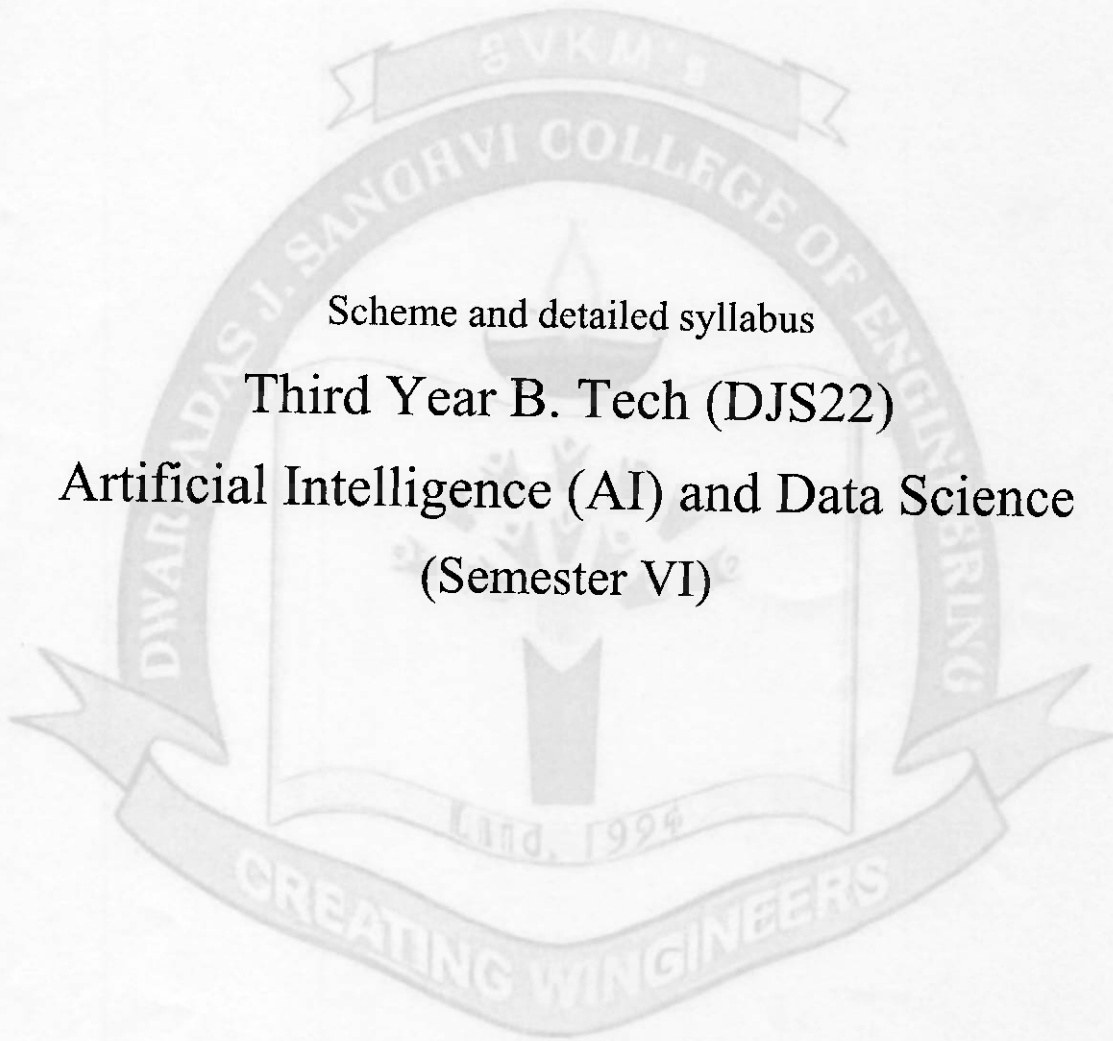 SVKM's
DWARKADAS J. SANGHVI COLLEGE OF ENGINEERING
Scheme and detailed syllabus
Third Year B. Tech (DJS22)
Artificial Intelligence (AI) and Data Science
(Semester VI)
1994
CREATING WINGINEERS